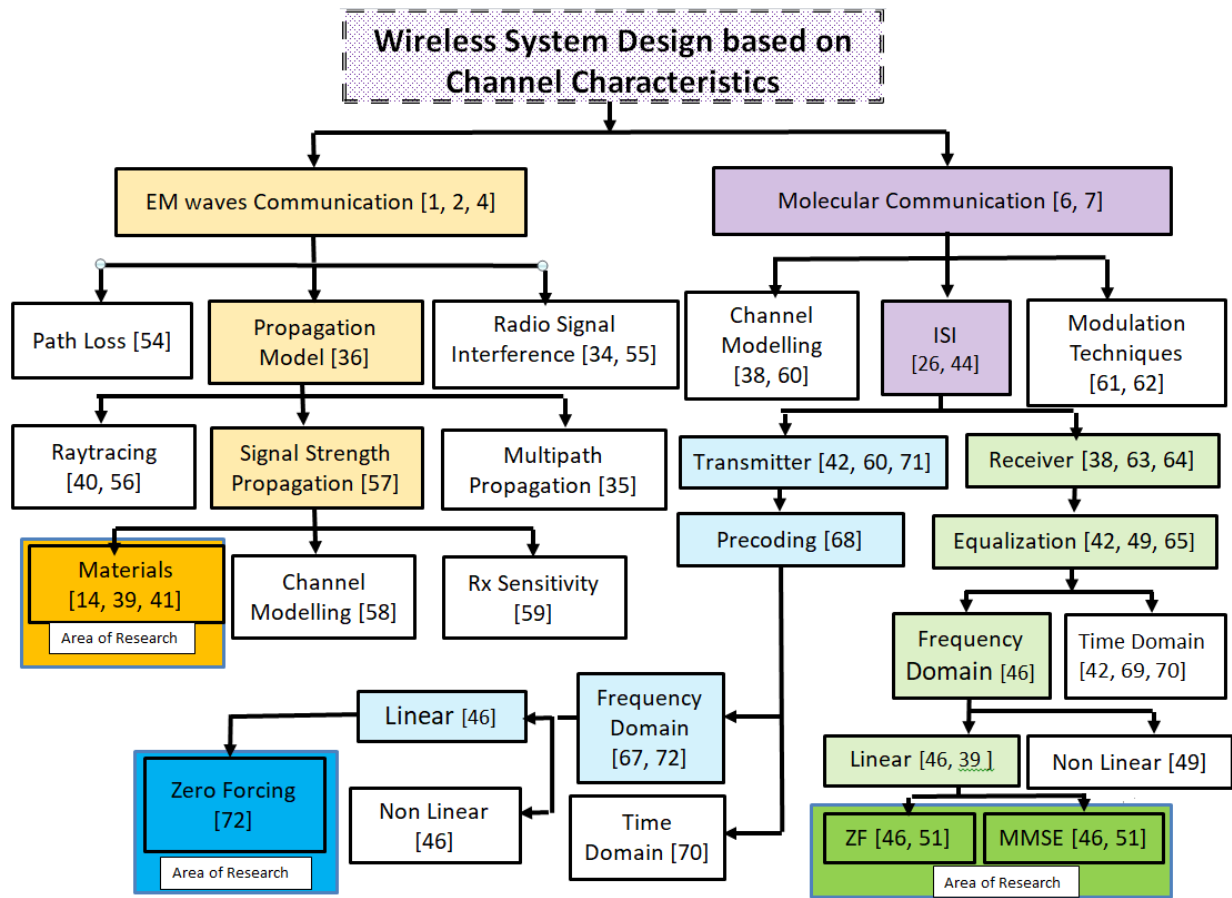 Wireless System Design based on
Channel Characteristics
EM waves Communication [1, 2, 4]
Molecular Communication [6, 7]
Path Loss [54]
Propagation
Model [36]
Radio Signal
Interference [34, 55]
Channel
Modelling
[38, 60]
ISI
[26, 44]
Modulation
Techniques
[61, 62]
Raytracing
[40, 56]
Signal Strength
Propagation [57]
Multipath
Propagation [35]
Transmitter [42, 60, 71]
Receiver [38, 63, 64]
Precoding [68]
Equalization [42, 49, 65]
Materials
[14, 39, 41]
Area of Research
Channel
Modelling [58]
Rx Sensitivity
[59]
Frequency
Domain [46]
Time Domain
[42, 69, 70]
Linear [46]
Frequency
Domain
[67, 72]
Linear [46, 39 ]
Non Linear [49]
Zero Forcing
[72]
Area of Research
Non Linear
[46]
Time
Domain [70]
ZF [46, 51]
MMSE [46, 51]
Area of Research